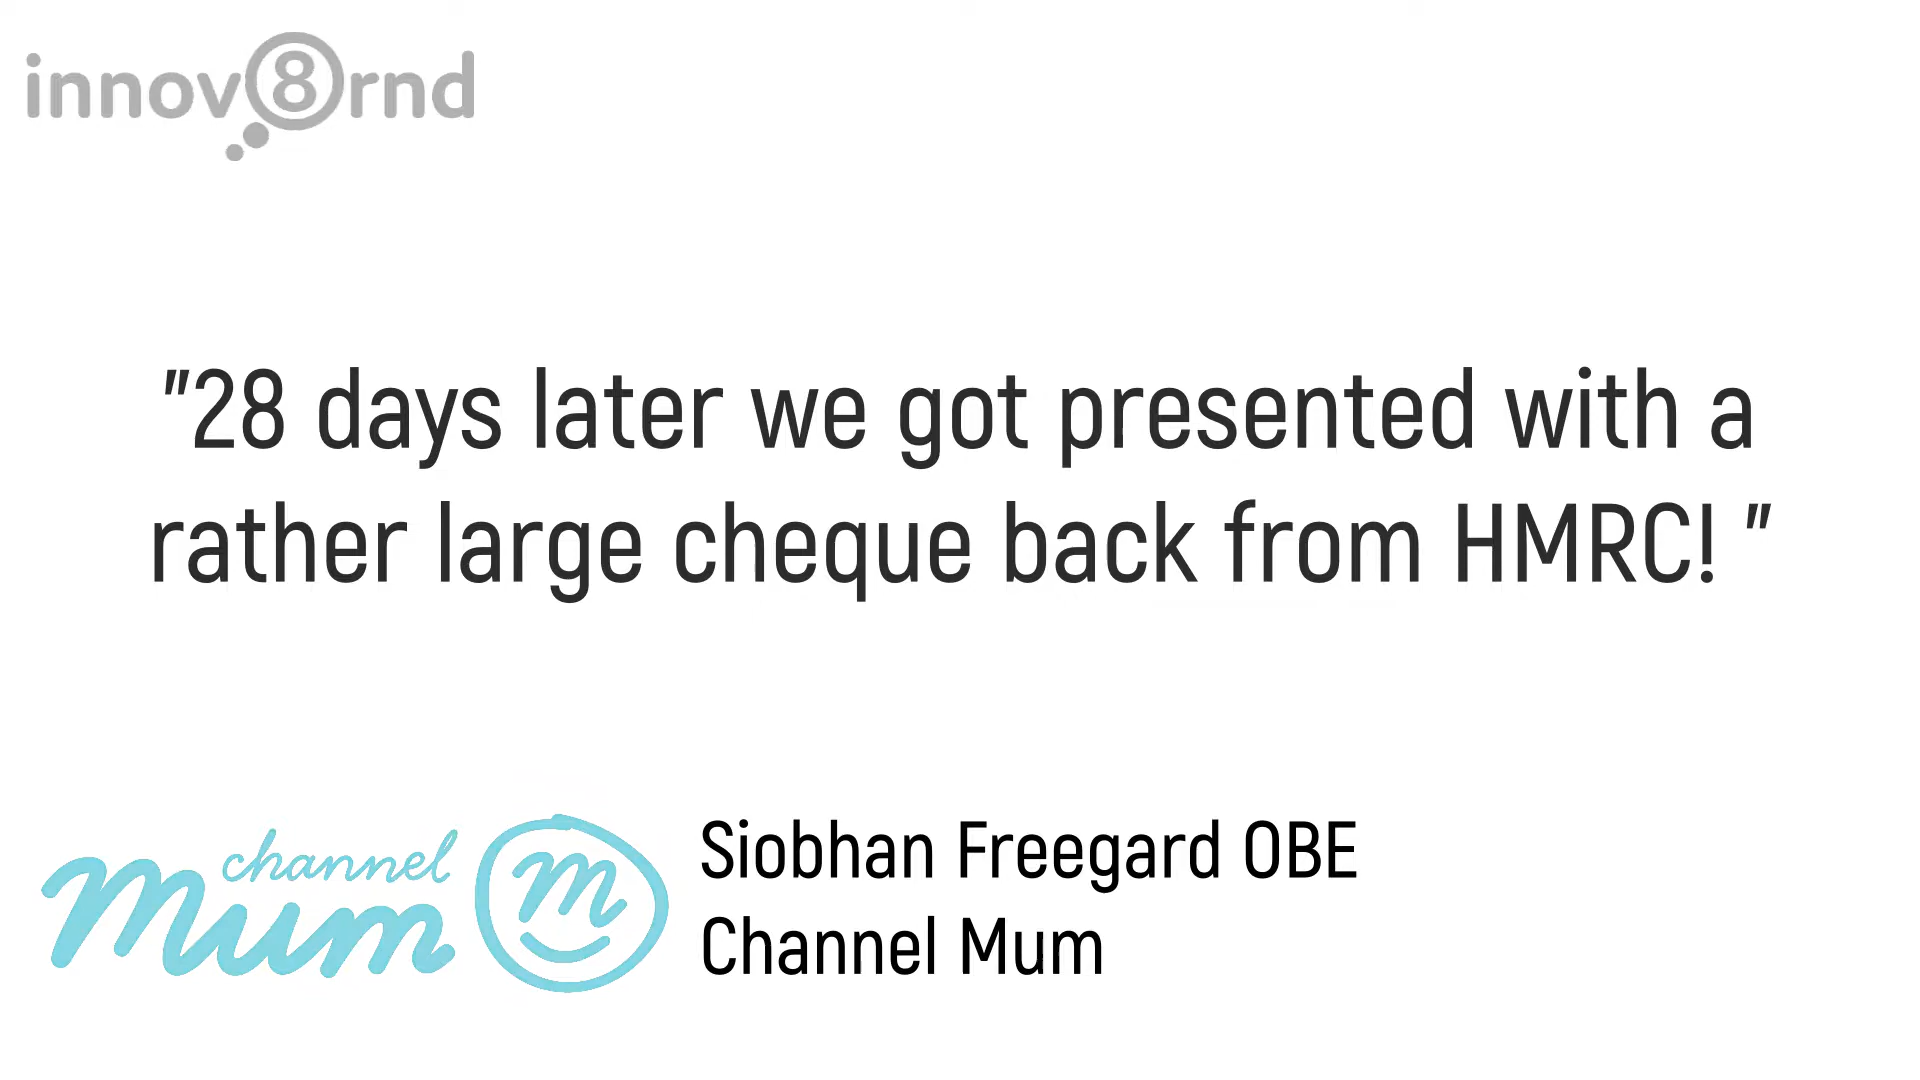 innov8rnd
"28 days later we got presented with a
rather large cheque back from HMRC! "
channel
mum
m
Siobhan Freegard OBE
Channel Mum